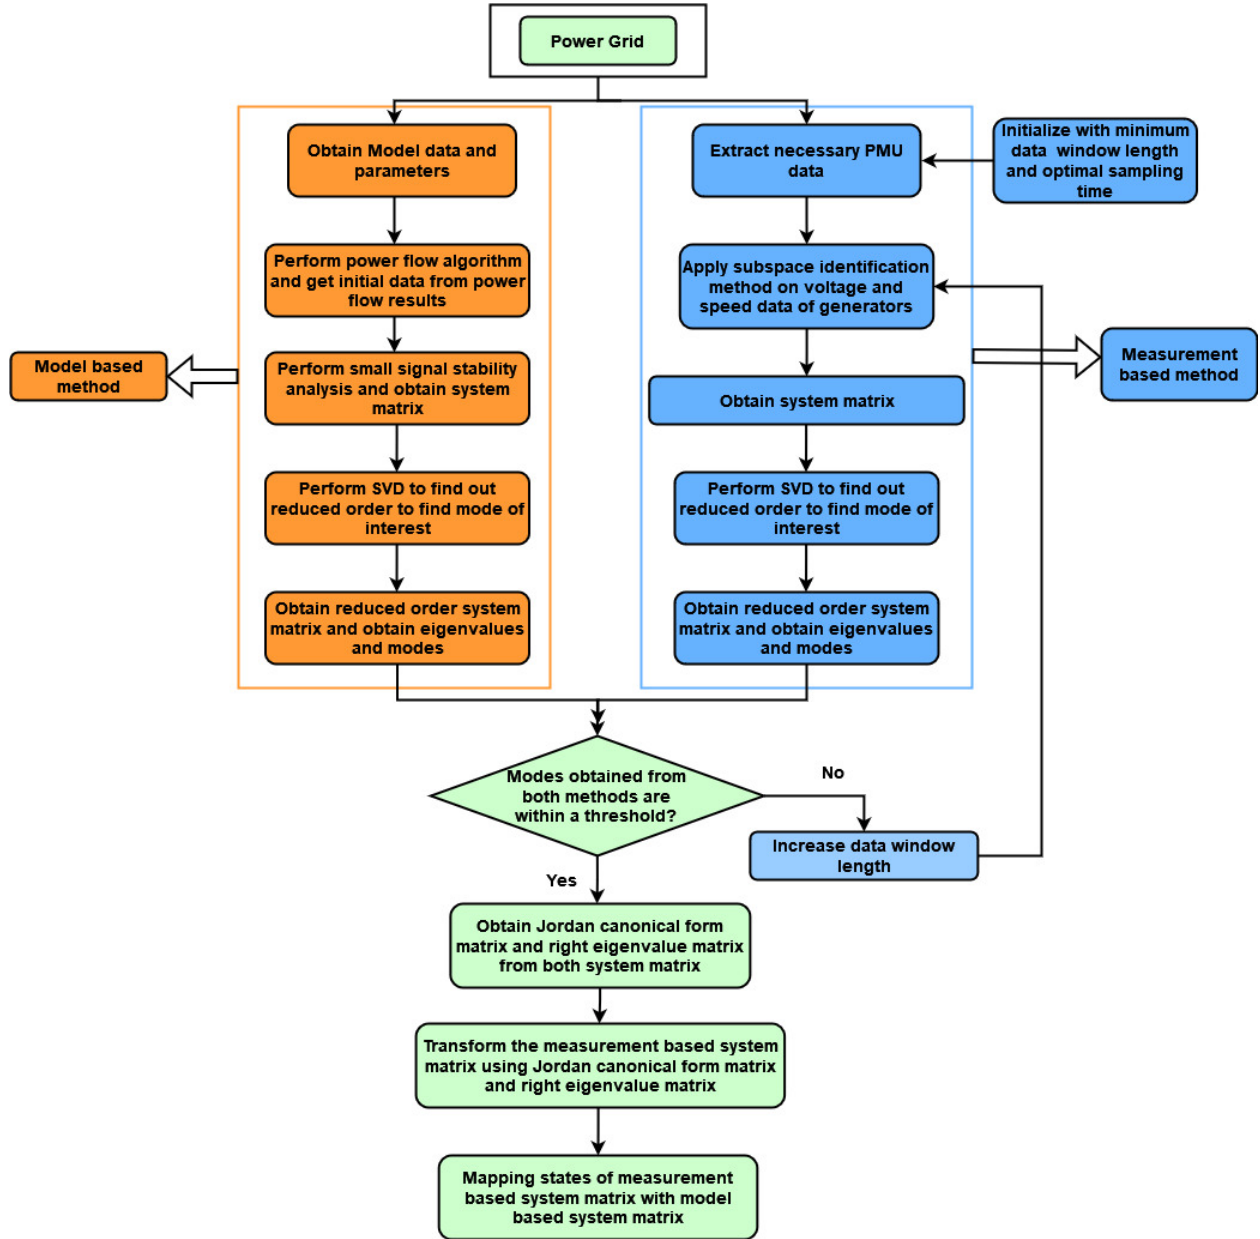 Power Grid
Obtain Model data and
parameters
Extract necessary PMU
data
Initialize with minimum
data window length
and optimal sampling
time
Perform power flow algorithm
and get initial data from power
flow results
Apply subspace identification
method on voltage and
speed data of generators
Model based
method
Perform small signal stability
analysis and obtain system
matrix
Obtain system matrix
Measurement
based method
Perform SVD to find out
reduced order to find mode of
interest
Perform SVD to find out
reduced order to find mode of
interest
Obtain reduced order system
matrix and obtain eigenvalues
and modes
Obtain reduced order system
matrix and obtain eigenvalues
and modes
Modes obtained from
both methods are
within a threshold?
No
Increase data window
length
Yes
Obtain Jordan canonical form
matrix and right eigenvalue matrix
from both system matrix
Transform the measurement based system
matrix using Jordan canonical form matrix
and right eigenvalue matrix
Mapping states of measurement
based system matrix with model
based system matrix